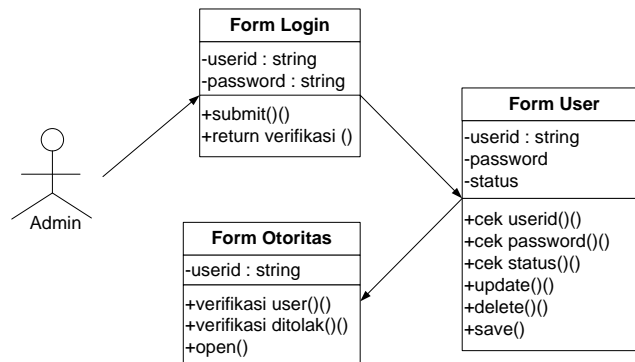 Form Login
-userid : string
-password : string
+submit()()
+return verifikasi ()
Admin
Form User
-userid : string
-password
-status
+cek userid()()
+cek password()()
+cek status()()
+update()()
+delete()()
+save()
Form Otoritas
-userid : string
+verifikasi user()()
+verifikasi ditolak()()
+open()